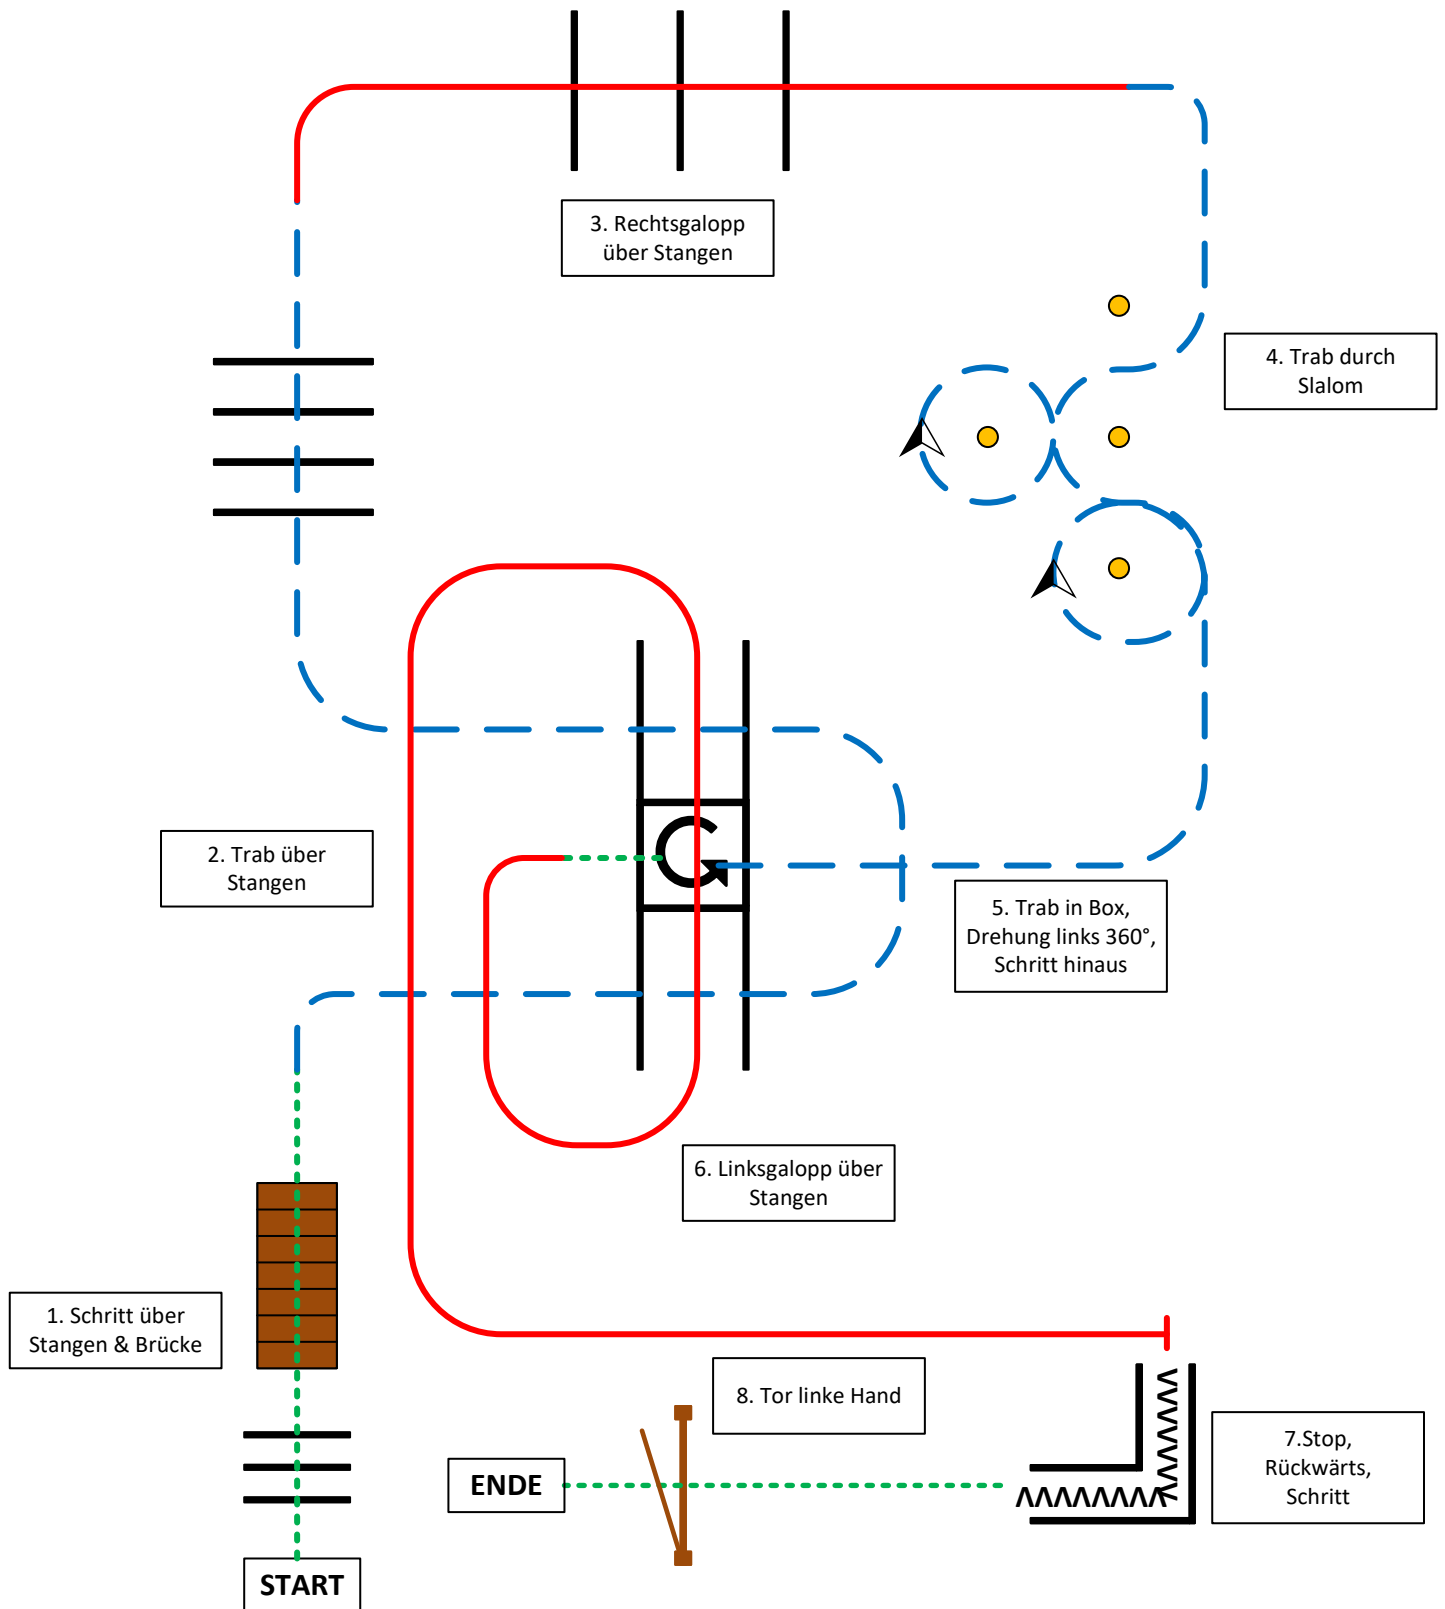 3. Rechtsgalopp
über Stangen
4. Trab durch
Slalom
2. Trab über
Stangen
5. Trab in Box,
Drehung links 360°,
Schritt hinaus
6. Linksgalopp über
Stangen
1. Schritt über
Stangen & Brücke
8. Tor linke Hand
7.Stop,
Rückwärts,
Schritt
ENDE
START